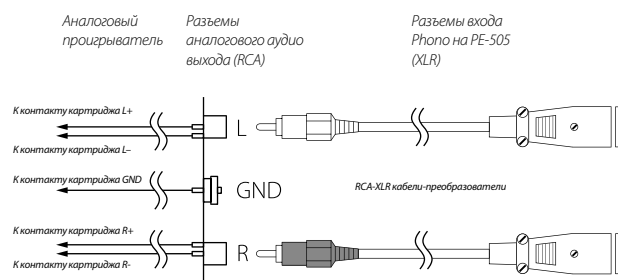 Аналоговый
проигрыватель
Разъемы
аналогового аудио
выхода (RCA)
Разъемы входа
Phono на PE-505
(XLR)
К контакту картриджа L+
L
К контакту картриджа L–
К контакту картриджа GND
GND
RCA-XLR кабели-преобразователи
К контакту картриджа R+
R
К контакту картриджа R-